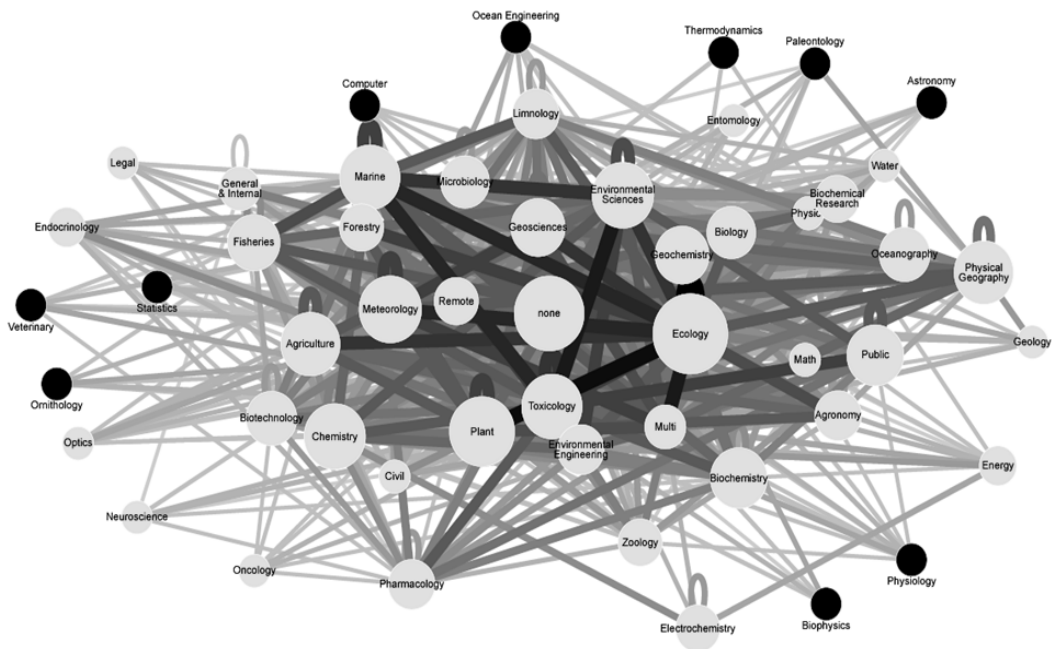 Ocean Engineering
Thermodynamics
Paleontology
Astronomy
Computer
Limnology
Entomology
Legal
Marine
Microbiology
Environmental
Sciences
Water
General
& Internal
Biochemical
Research
Physic
Endocrinology
Fisheries
Forestry
Geosciences
Biology
Geochemistry
Oceanography
Physical
Geography
Statistics
Veterinary
Meteorology
Remote
none
Ecology
Agriculture
Math
Public
Geology
Ornithology
Biotechnology
Chemistry
Plant
Toxicology
Multi
Agronomy
Optics
Environmental
Engineering
Civil
Biochemistry
Energy
Neuroscience
Zoology
Oncology
Pharmacology
Physiology
Electrochemistry
Biophysics